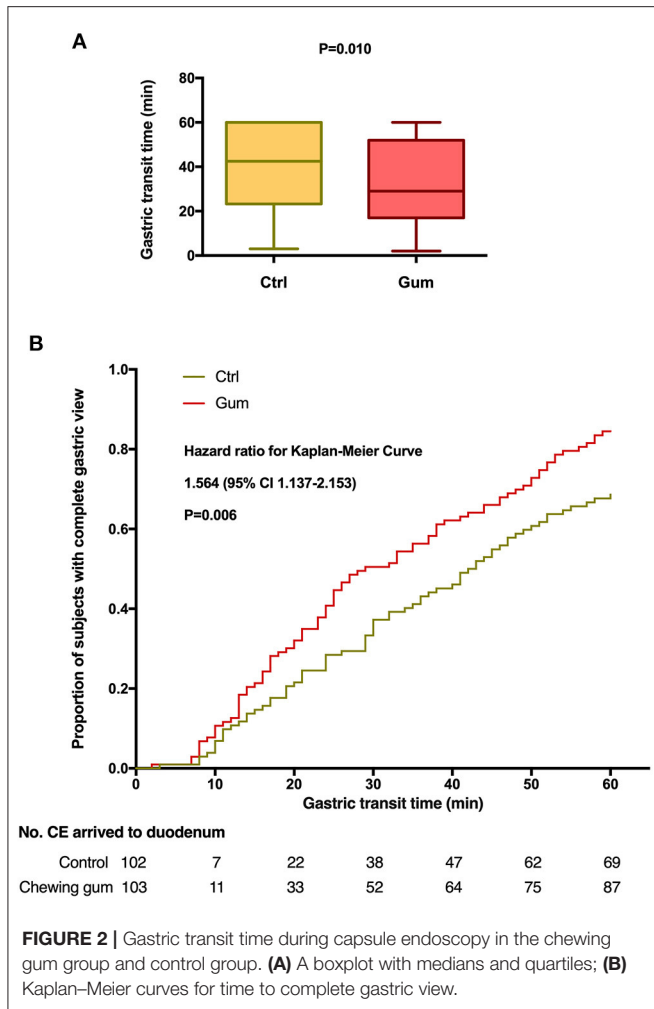 A
P=0.010
Gastric transit time (min)
80
60
40
20
0
Ctrl
Gum
B
Proportion of subjects with complete gastric view
1.0
0.8
0.6
0.4
0.2
0.0
Ctrl
Gum
Hazard ratio for Kaplan-Meier Curve
1.564 (95% CI 1.137-2.153)
P=0.006
0 10 20 30 40 50 60
Gastric transit time (min)
No. CE arrived to duodenum
Control 102 7 22 38 47 62 69
Chewing gum 103 11 33 52 64 75 87
FIGURE 2 | Gastric transit time during capsule endoscopy in the chewing
gum group and control group. (A) A boxplot with medians and quartiles; (B)
Kaplan–Meier curves for time to complete gastric view.